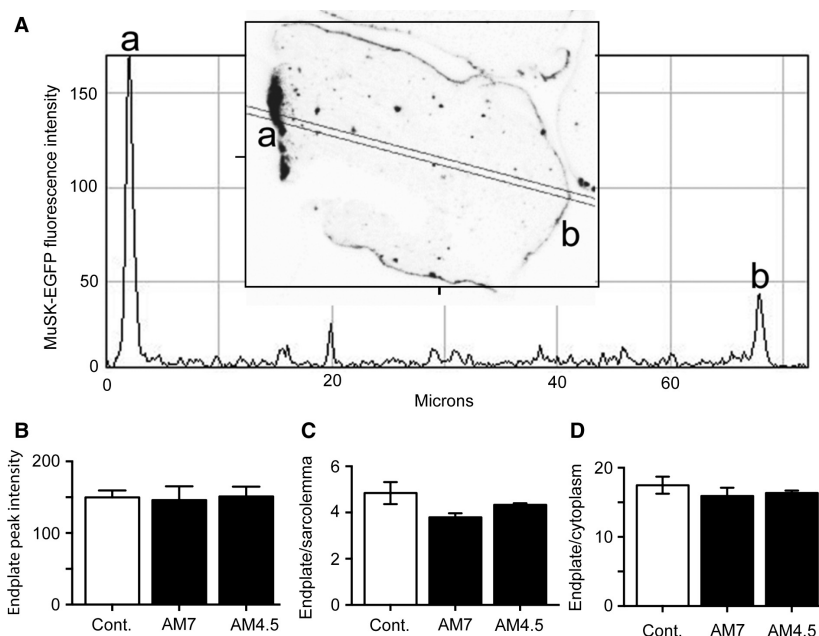 A
a
MuSK-EGFP fluorescence intensity
150
100
50
0
a
b
b
0
20
40
60
Microns
B
Endplate peak intensity
200
100
0
Cont.
AM7
AM4.5
C
Endplate/sarcolemma
6
4
2
0
Cont.
AM7
AM4.5
D
Endplate/cytoplasm
20
10
0
Cont.
AM7
AM4.5